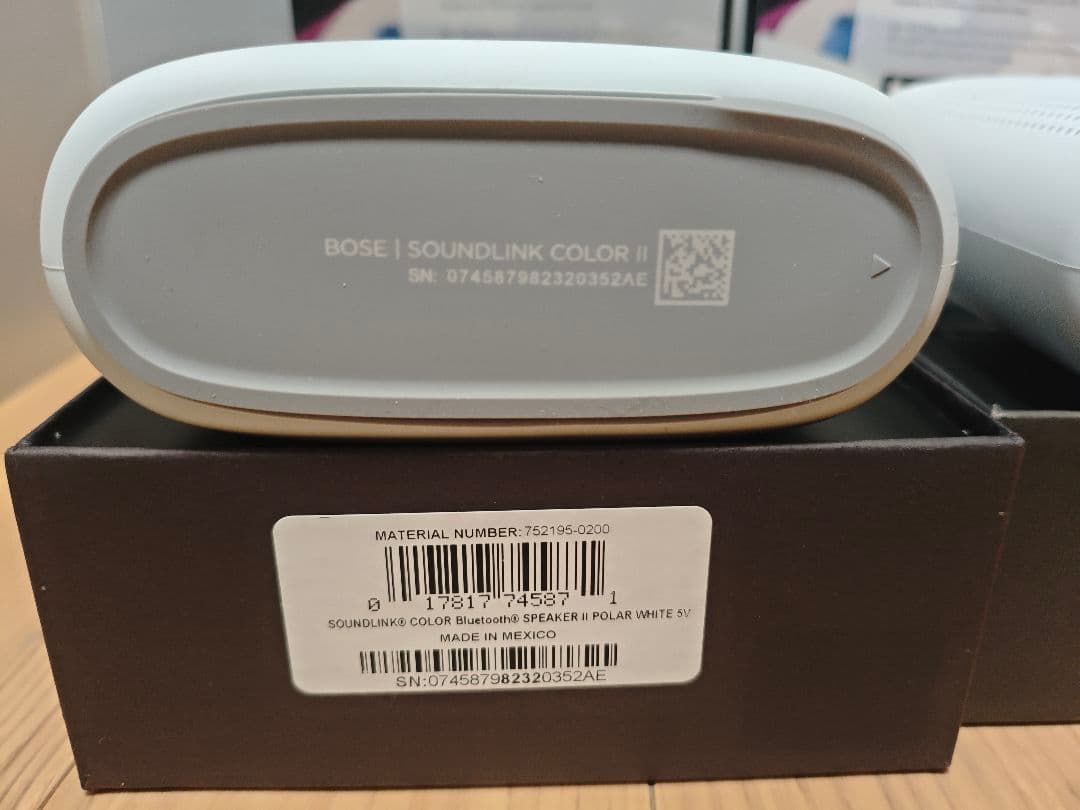 BOSE | SOUNDLINK COLOR II
SN: 074587982320352AE
MATERIAL NUMBER: 752195-0200
0 17817 74587 1
SOUNDLINK® COLOR Bluetooth® SPEAKER II POLAR WHITE 5V
MADE IN MEXICO
SN:074587982320352AE